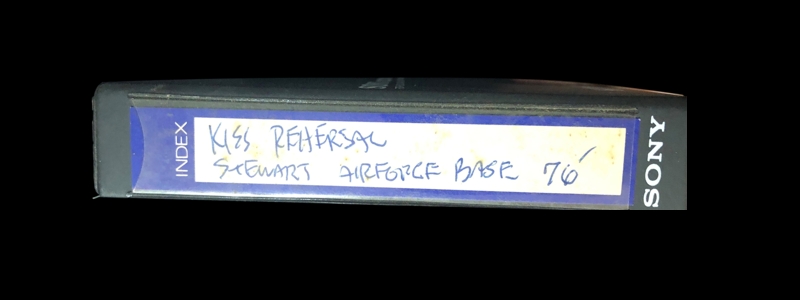 INDEX
KISS REHERSAL
STEWART AIRFORCE BASE 76'
SONY